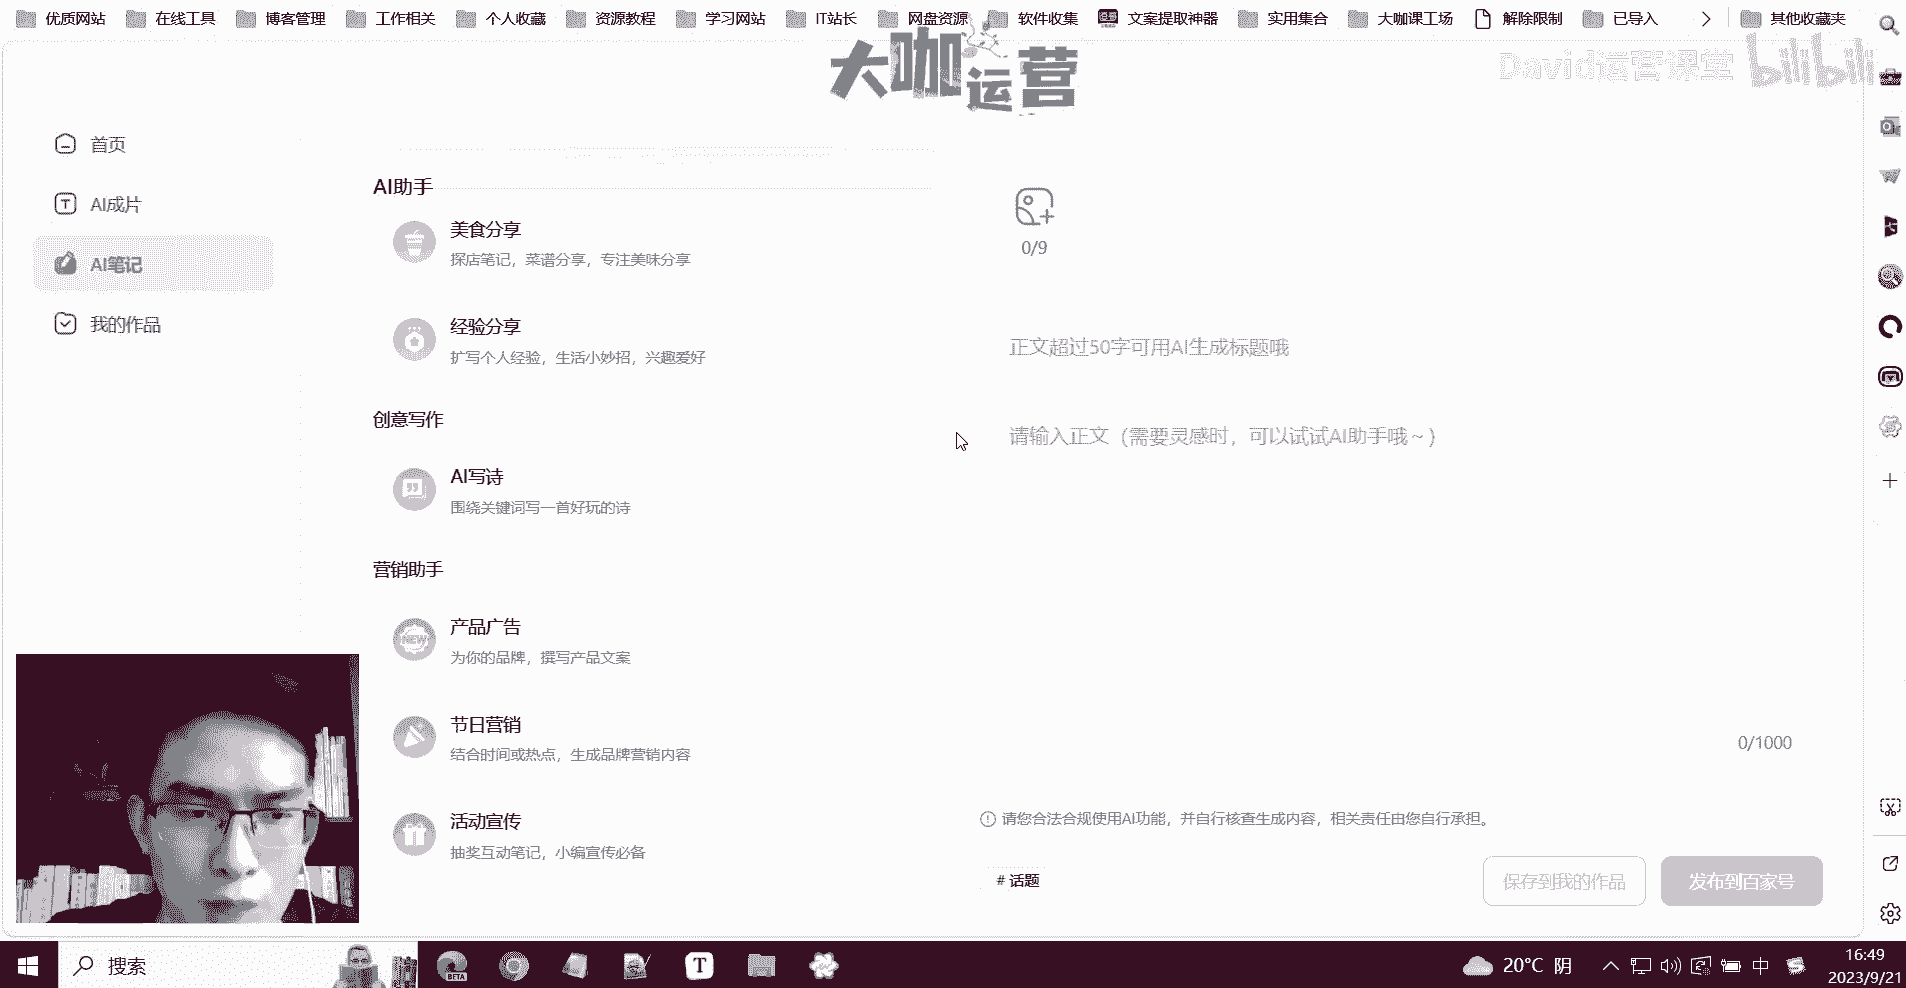 优质网站 在线工具 博客管理 工作相关 个人收藏 资源教程 学习网站 IT站长 网盘资源 软件收集 文案提取神器 实用集合 大咖课工场 解除限制 已导入 其他收藏夹
大咖运营
David运营课堂 bilibili
首页
AI成片
AI笔记
我的作品
AI助手
美食分享
探店笔记，菜谱分享，专注美味分享
经验分享
扩写个人经验，生活小妙招，兴趣爱好
创意写作
AI写诗
围绕关键词写一首好玩的诗
营销助手
产品广告
为你的品牌，撰写产品文案
节日营销
结合时间或热点，生成品牌营销内容
活动宣传
抽奖互动笔记，小编宣传必备
0/9
正文超过50字可用AI生成标题哦
请输入正文（需要灵感时，可以试试AI助手哦～）
0/1000
请您合法合规使用AI功能，并自行核查生成内容，相关责任由您自行承担。
# 话题
保存到我的作品
发布到百家号
搜索
BETA
T
20°C 阴
中
16:49
2023/9/21